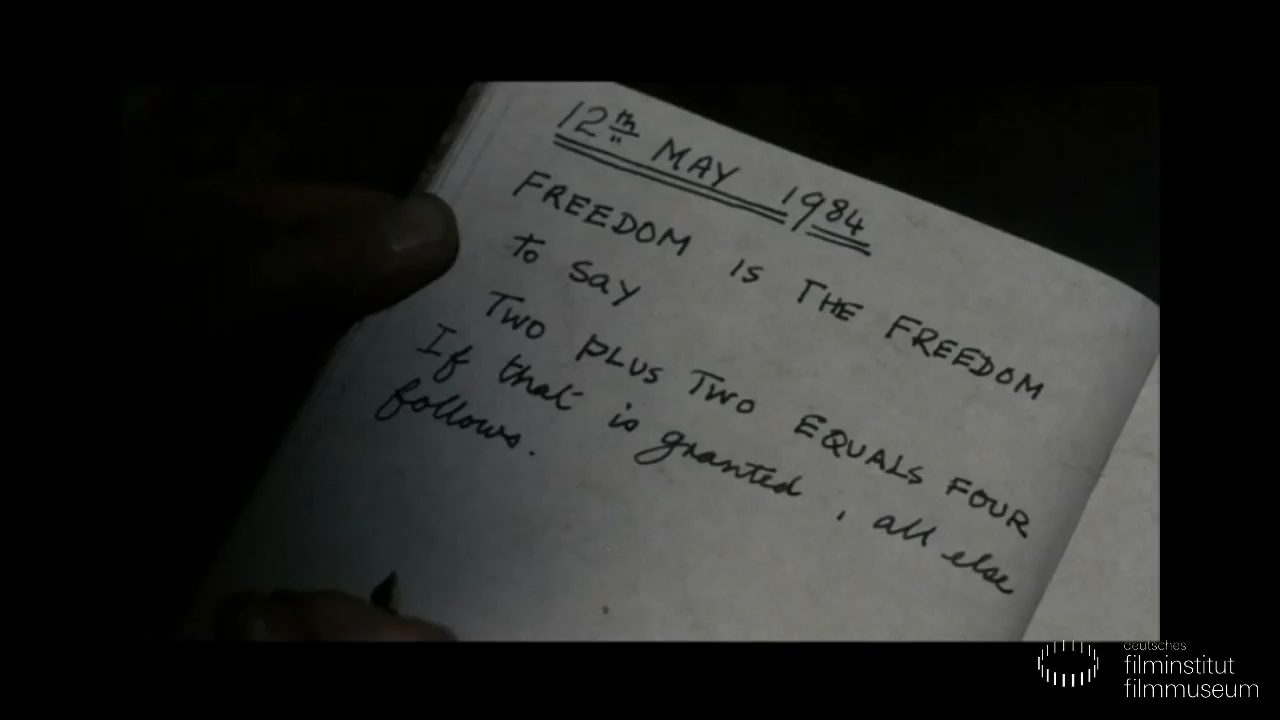 12th MAY 1984
FREEDOM IS THE FREEDOM
to say
TWO PLUS TWO EQUALS FOUR
If that is granted, all else
follows.
deutsches
filminstitut
filmmuseum